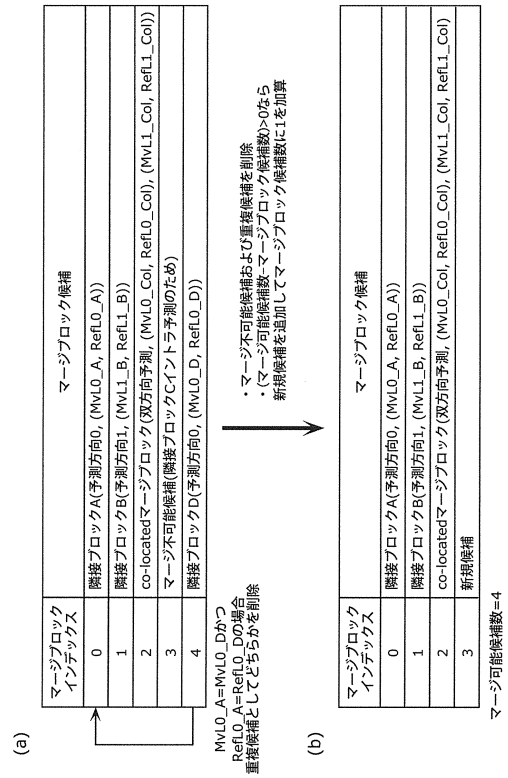 (a)
マージブロック
インデックス
マージブロック候補
0
隣接ブロックA(予測方向0, (MvL0_A, RefL0_A))
1
隣接ブロックB(予測方向1, (MvL1_B, RefL1_B))
2
co-locatedマージブロック(双方向予測, (MvL0_Col, RefL0_Col), (MvL1_Col, RefL1_Col))
3
マージ不可能候補(隣接ブロックCイントラ予測のため)
4
隣接ブロックD(予測方向0, (MvL0_D, RefL0_D))
MvL0_A=MvL0_Dかつ
RefL0_A=RefL0_Dの場合
重複候補としてどちらかを削除
・マージ不可能候補および重複候補を削除
・(マージ可能候補数-マージブロック候補数)>0なら
新規候補を追加してマージブロック候補数に1を加算
(b)
マージブロック
インデックス
マージブロック候補
0
隣接ブロックA(予測方向0, (MvL0_A, RefL0_A))
1
隣接ブロックB(予測方向1, (MvL1_B, RefL1_B))
2
co-locatedマージブロック(双方向予測, (MvL0_Col, RefL0_Col), (MvL1_Col, RefL1_Col)
3
新規候補
マージ可能候補数=4